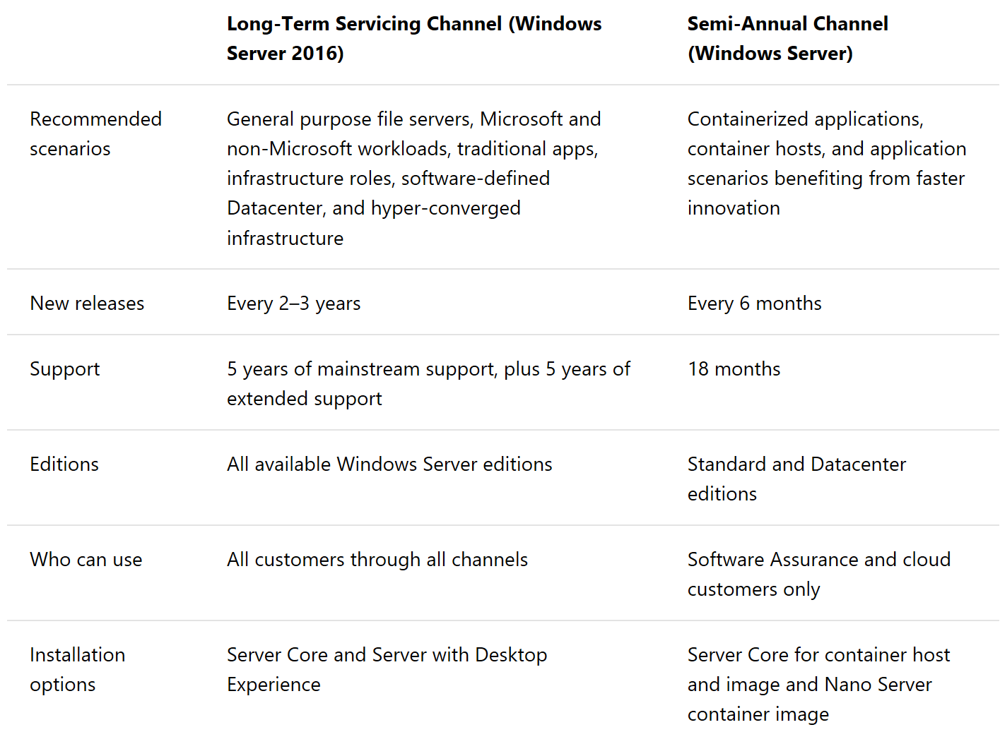 Long-Term Servicing Channel (Windows
Server 2016)
Semi-Annual Channel
(Windows Server)
Recommended
scenarios
General purpose file servers, Microsoft and
non-Microsoft workloads, traditional apps,
infrastructure roles, software-defined
Datacenter, and hyper-converged
infrastructure
Containerized applications,
container hosts, and application
scenarios benefiting from faster
innovation
New releases
Every 2–3 years
Every 6 months
Support
5 years of mainstream support, plus 5 years of
extended support
18 months
Editions
All available Windows Server editions
Standard and Datacenter
editions
Who can use
All customers through all channels
Software Assurance and cloud
customers only
Installation
options
Server Core and Server with Desktop
Experience
Server Core for container host
and image and Nano Server
container image